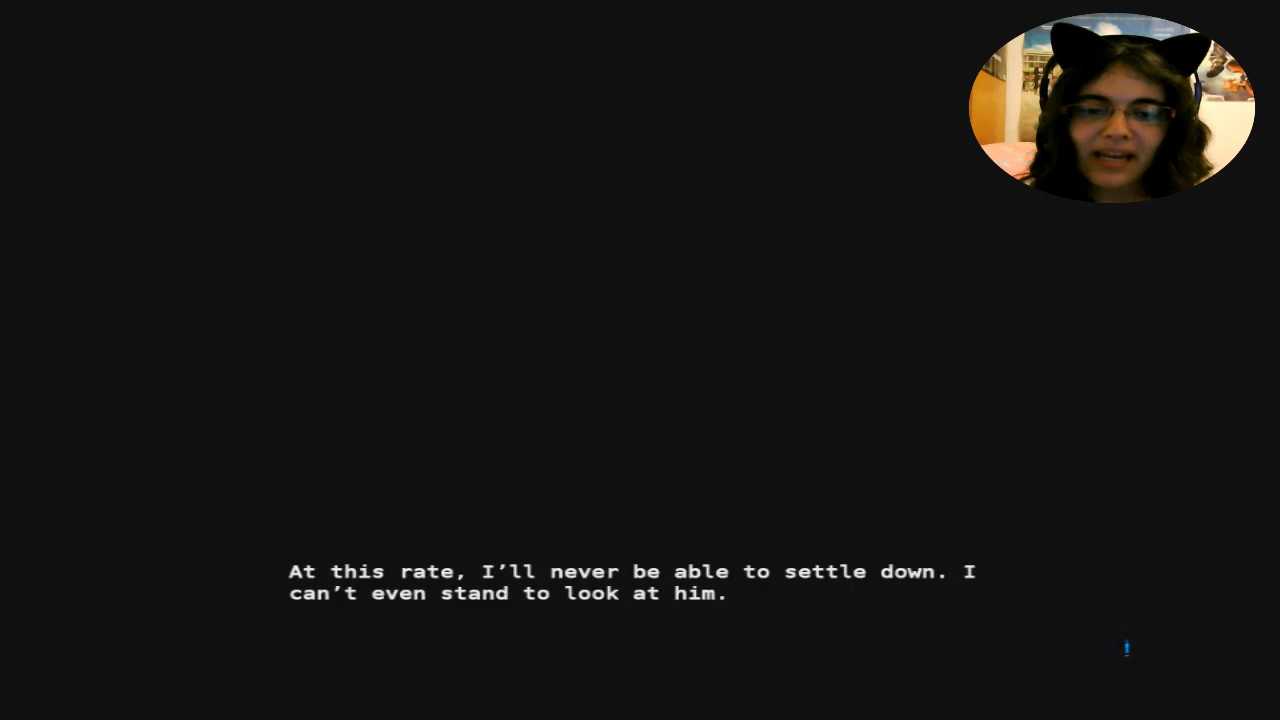 At this rate, I’ll never be able to settle down. I
can’t even stand to look at him.